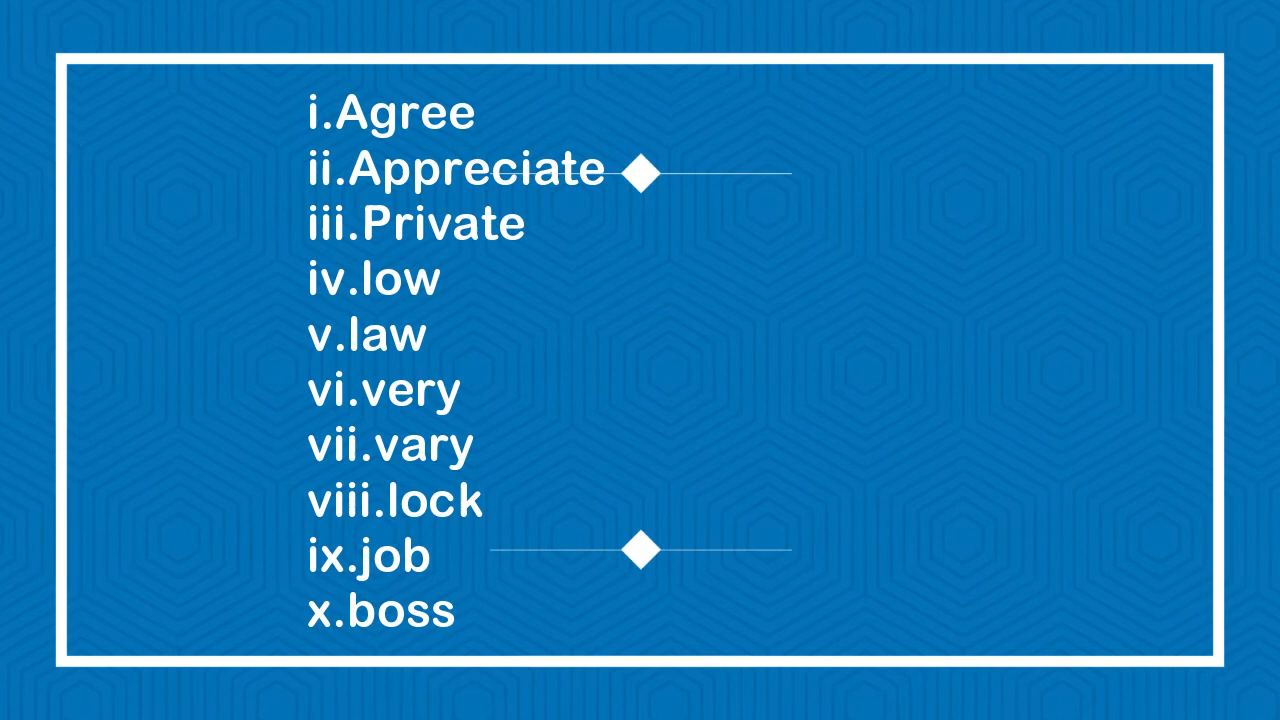 i.Agree
ii.Appreciate
iii.Private
iv.low
v.law
vi.very
vii.vary
viii.lock
ix.job
x.boss